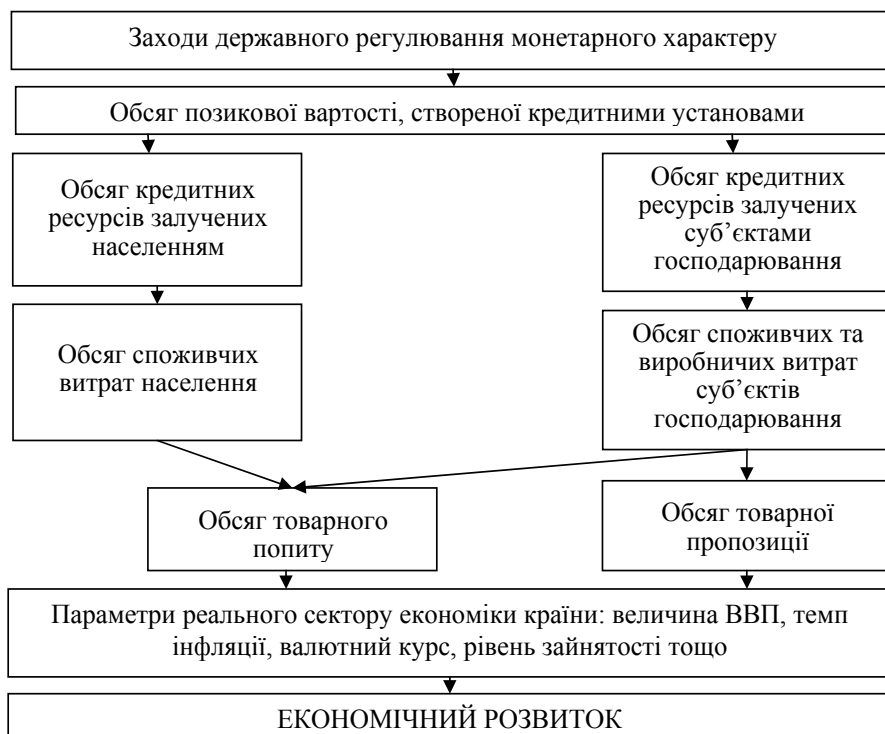 Заходи державного регулювання монетарного характеру
Обсяг позикової вартості, створеної кредитними установами
Обсяг кредитних
ресурсів залучених
населенням
Обсяг кредитних
ресурсів залучених
суб’єктами
господарювання
Обсяг споживчих
витрат населення
Обсяг споживчих та
виробничих витрат
суб’єктів
господарювання
Обсяг товарного
попиту
Обсяг товарної
пропозиції
Параметри реального сектору економіки країни: величина ВВП, темп
інфляції, валютний курс, рівень зайнятості тощо
ЕКОНОМІЧНИЙ РОЗВИТОК